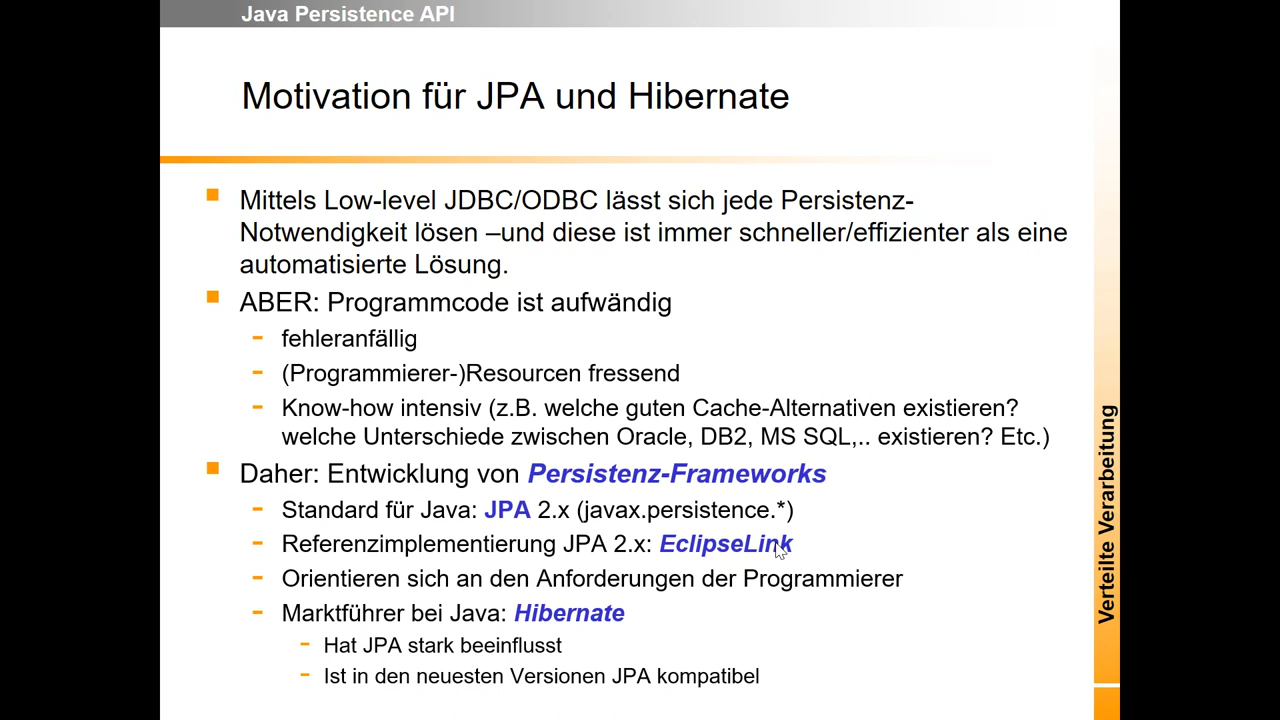 Java Persistence API
Motivation für JPA und Hibernate
Mittels Low-level JDBC/ODBC lässt sich jede Persistenz-
Notwendigkeit lösen –und diese ist immer schneller/effizienter als eine
automatisierte Lösung.
ABER: Programmcode ist aufwändig
- fehleranfällig
- (Programmierer-)Resourcen fressend
- Know-how intensiv (z.B. welche guten Cache-Alternativen existieren?
welche Unterschiede zwischen Oracle, DB2, MS SQL,.. existieren? Etc.)
Daher: Entwicklung von Persistenz-Frameworks
- Standard für Java: JPA 2.x (javax.persistence.*)
- Referenzimplementierung JPA 2.x: EclipseLink
- Orientieren sich an den Anforderungen der Programmierer
- Marktführer bei Java: Hibernate
- Hat JPA stark beeinflusst
- Ist in den neuesten Versionen JPA kompatibel
Verteilte Verarbeitung